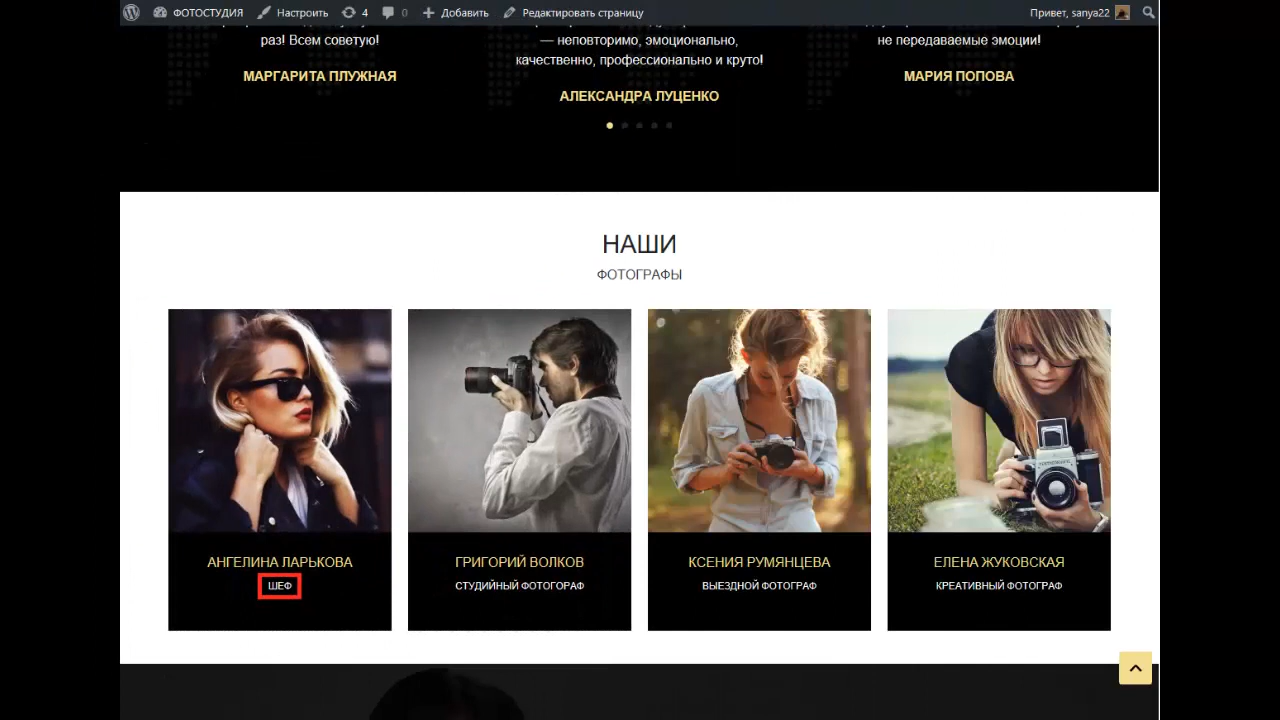 ФОТОСТУДИЯ Настроить 4 0 Добавить Редактировать страницу Привет, sanya22
раз! Всем советую!
— неповторимо, эмоционально,
не передаваемые эмоции!
качественно, профессионально и круто!
МАРГАРИТА ПЛУЖНАЯ
МАРИЯ ПОПОВА
АЛЕКСАНДРА ЛУЦЕНКО
НАШИ
ФОТОГРАФЫ
АНГЕЛИНА ЛАРЬКОВА
ШЕФ
ГРИГОРИЙ ВОЛКОВ
СТУДИЙНЫЙ ФОТОГОРАФ
КСЕНИЯ РУМЯНЦЕВА
ВЫЕЗДНОЙ ФОТОГРАФ
ЕЛЕНА ЖУКОВСКАЯ
КРЕАТИВНЫЙ ФОТОГРАФ